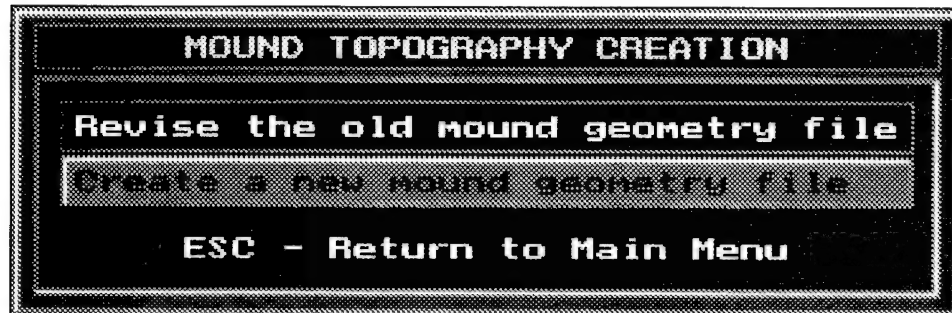 MOUND TOPOGRAPHY CREATION
Revise the old mound geometry file
Create a new mound geometry file
ESC - Return to Main Menu